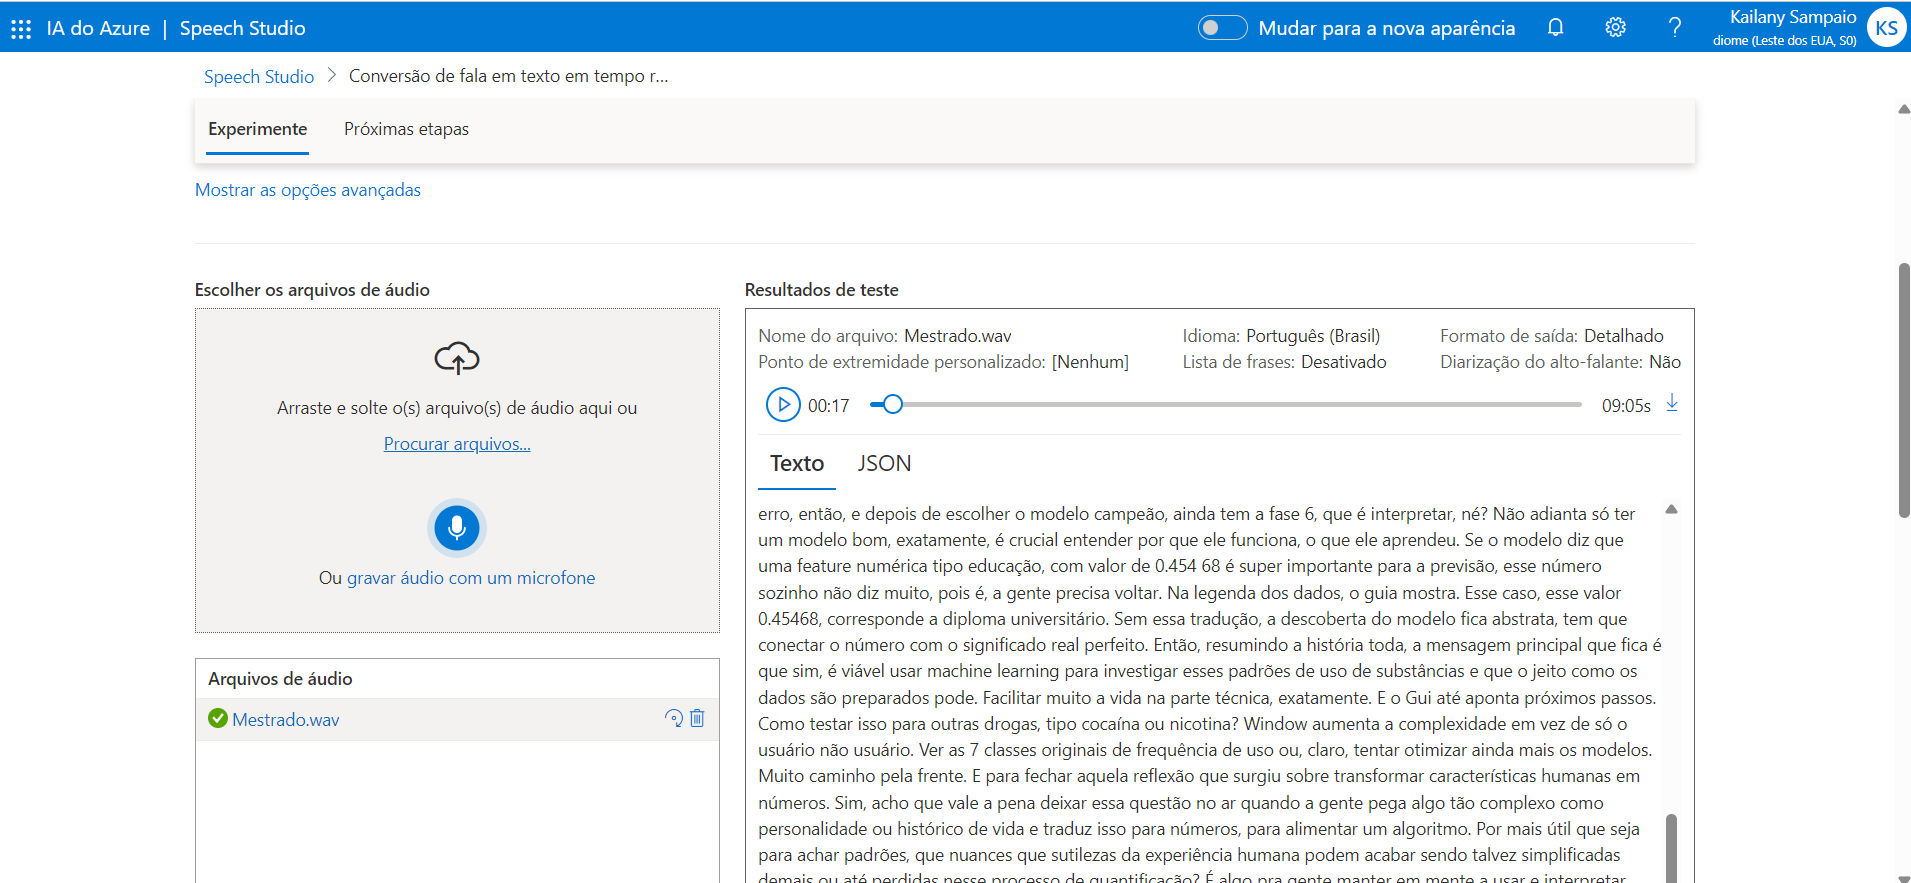 IA do Azure | Speech Studio
Mudar para a nova aparência
?
Kailany Sampaio
diome (Leste dos EUA, S0)
KS
Speech Studio > Conversão de fala em texto em tempo r...
Experimente
Próximas etapas
Mostrar as opções avançadas
Escolher os arquivos de áudio
Arraste e solte o(s) arquivo(s) de áudio aqui ou
Procurar arquivos...
Ou gravar áudio com um microfone
Arquivos de áudio
Mestrado.wav
Resultados de teste
Nome do arquivo: Mestrado.wav
Idioma: Português (Brasil)
Formato de saída: Detalhado
Ponto de extremidade personalizado: [Nenhum]
Lista de frases: Desativado
Diarização do alto-falante: Não
00:17
09:05s
Texto
JSON
erro, então, e depois de escolher o modelo campeão, ainda tem a fase 6, que é interpretar, né? Não adianta só ter
um modelo bom, exatamente, é crucial entender por que ele funciona, o que ele aprendeu. Se o modelo diz que
uma feature numérica tipo educação, com valor de 0.454 68 é super importante para a previsão, esse número
sozinho não diz muito, pois é, a gente precisa voltar. Na legenda dos dados, o guia mostra. Esse caso, esse valor
0.45468, corresponde a diploma universitário. Sem essa tradução, a descoberta do modelo fica abstrata, tem que
conectar o número com o significado real perfeito. Então, resumindo a história toda, a mensagem principal que fica é
que sim, é viável usar machine learning para investigar esses padrões de uso de substâncias e que o jeito como os
dados são preparados pode. Facilitar muito a vida na parte técnica, exatamente. E o Gui até aponta próximos passos.
Como testar isso para outras drogas, tipo cocaína ou nicotina? Window aumenta a complexidade em vez de só o
usuário não usuário. Ver as 7 classes originais de frequência de uso ou, claro, tentar otimizar ainda mais os modelos.
Muito caminho pela frente. E para fechar aquela reflexão que surgiu sobre transformar características humanas em
números. Sim, acho que vale a pena deixar essa questão no ar quando a gente pega algo tão complexo como
personalidade ou histórico de vida e traduz isso para números, para alimentar um algoritmo. Por mais útil que seja
para achar padrões, que nuances que sutilezas da experiência humana podem acabar sendo talvez simplificadas
demais ou até perdidas nesse processo de quantificação? É algo pra gente manter em mente a usar e interpretar